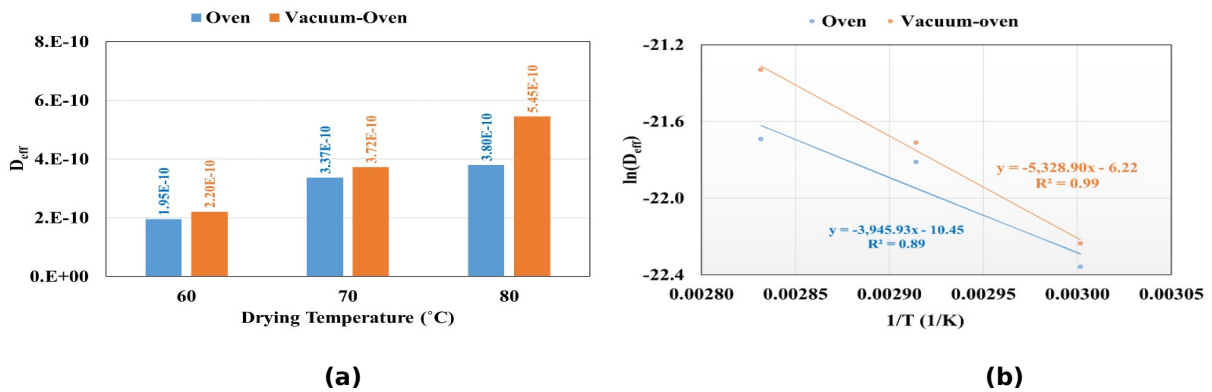 Oven Vacuum-Oven
8.E-10
6.E-10
4.E-10
2.E-10
0.E+00
D_eff
1.95E-10
2.20E-10
3.37E-10
3.72E-10
3.80E-10
5.45E-10
60 70 80
Drying Temperature (˚C)
(a)
Oven Vacuum-oven
-21.2
-21.6
-22.0
-22.4
ln(D_eff)
y = -5,328.90x - 6.22
R² = 0.99
y = -3,945.93x - 10.45
R² = 0.89
0.00280 0.00285 0.00290 0.00295 0.00300 0.00305
1/T (1/K)
(b)